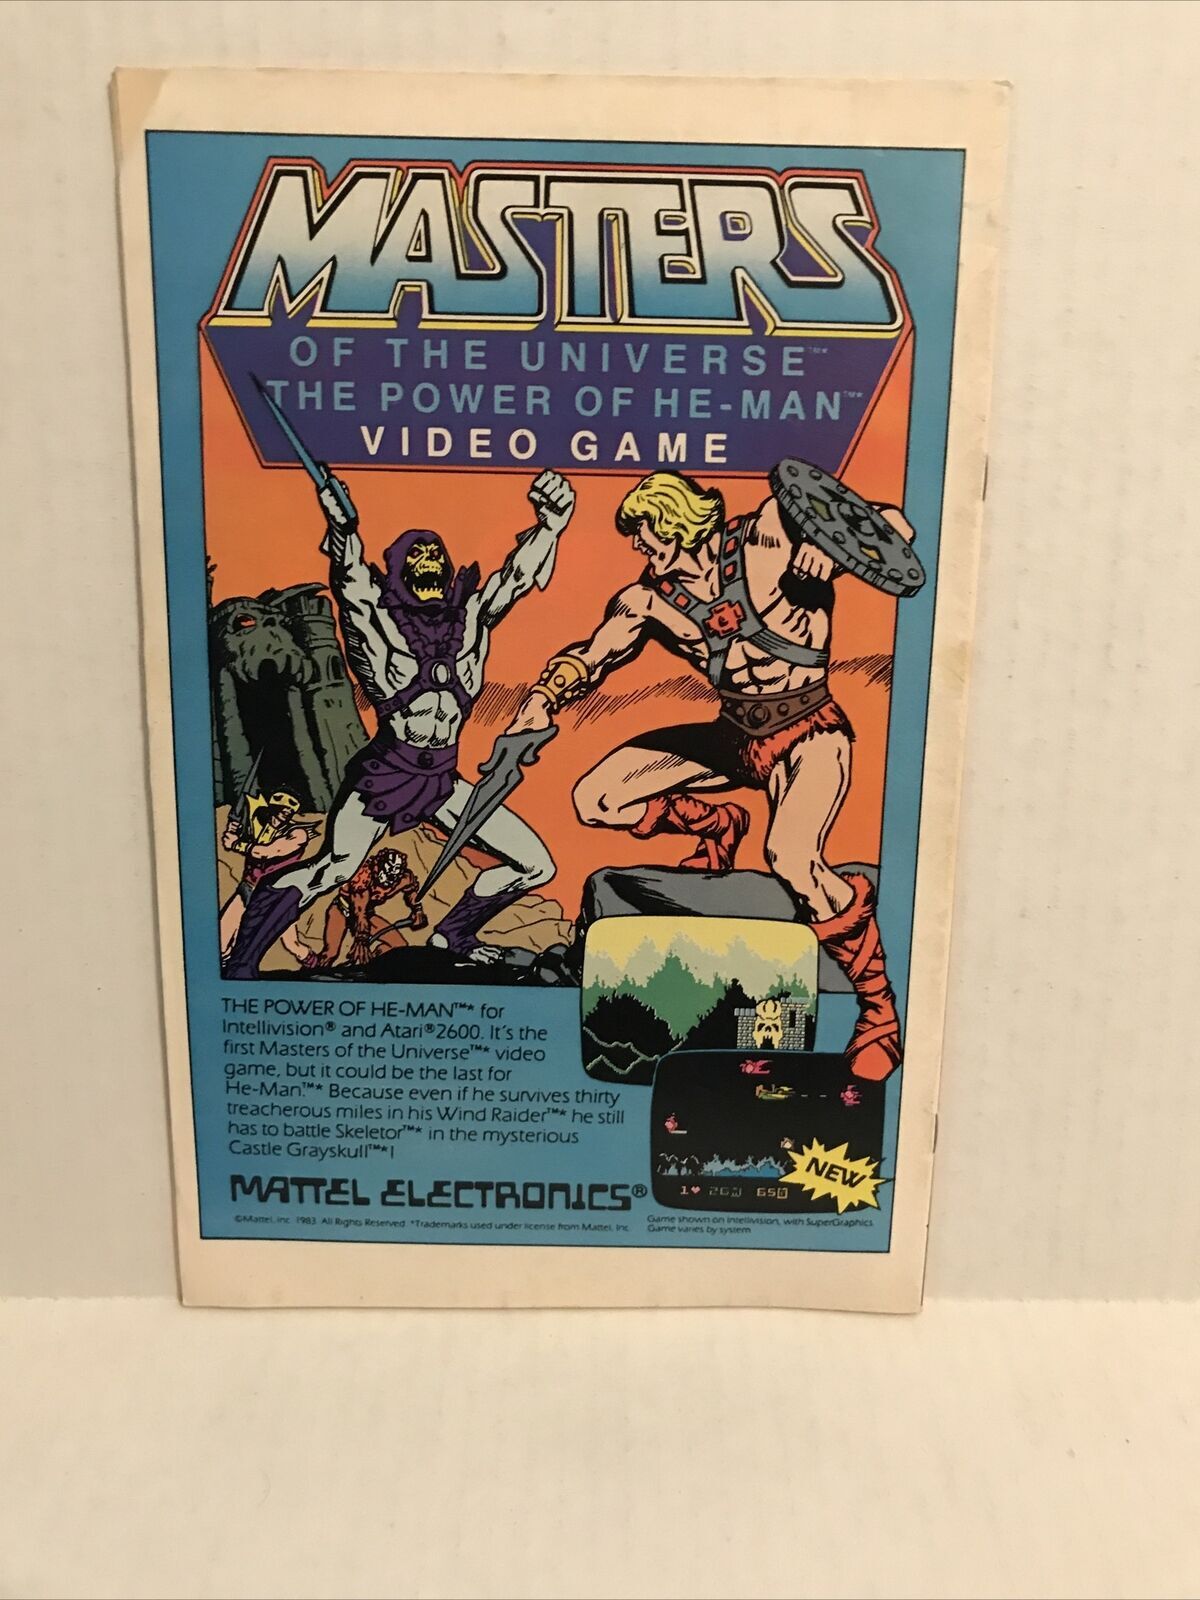 MASTERS
OF THE UNIVERSE™*
THE POWER OF HE-MAN™*
VIDEO GAME
THE POWER OF HE-MAN™* for
Intellivision® and Atari®2600. It's the
first Masters of the Universe™* video
game, but it could be the last for
He-Man.™* Because even if he survives thirty
treacherous miles in his Wind Raider™* he still
has to battle Skeletor™* in the mysterious
Castle Grayskull™*!
MATTEL ELECTRONICS®
©Mattel, Inc. 1983. All Rights Reserved. *Trademarks used under license from Mattel, Inc.
1♥ 260 650
NEW
Game shown on Intellivision, with SuperGraphics
Game varies by system